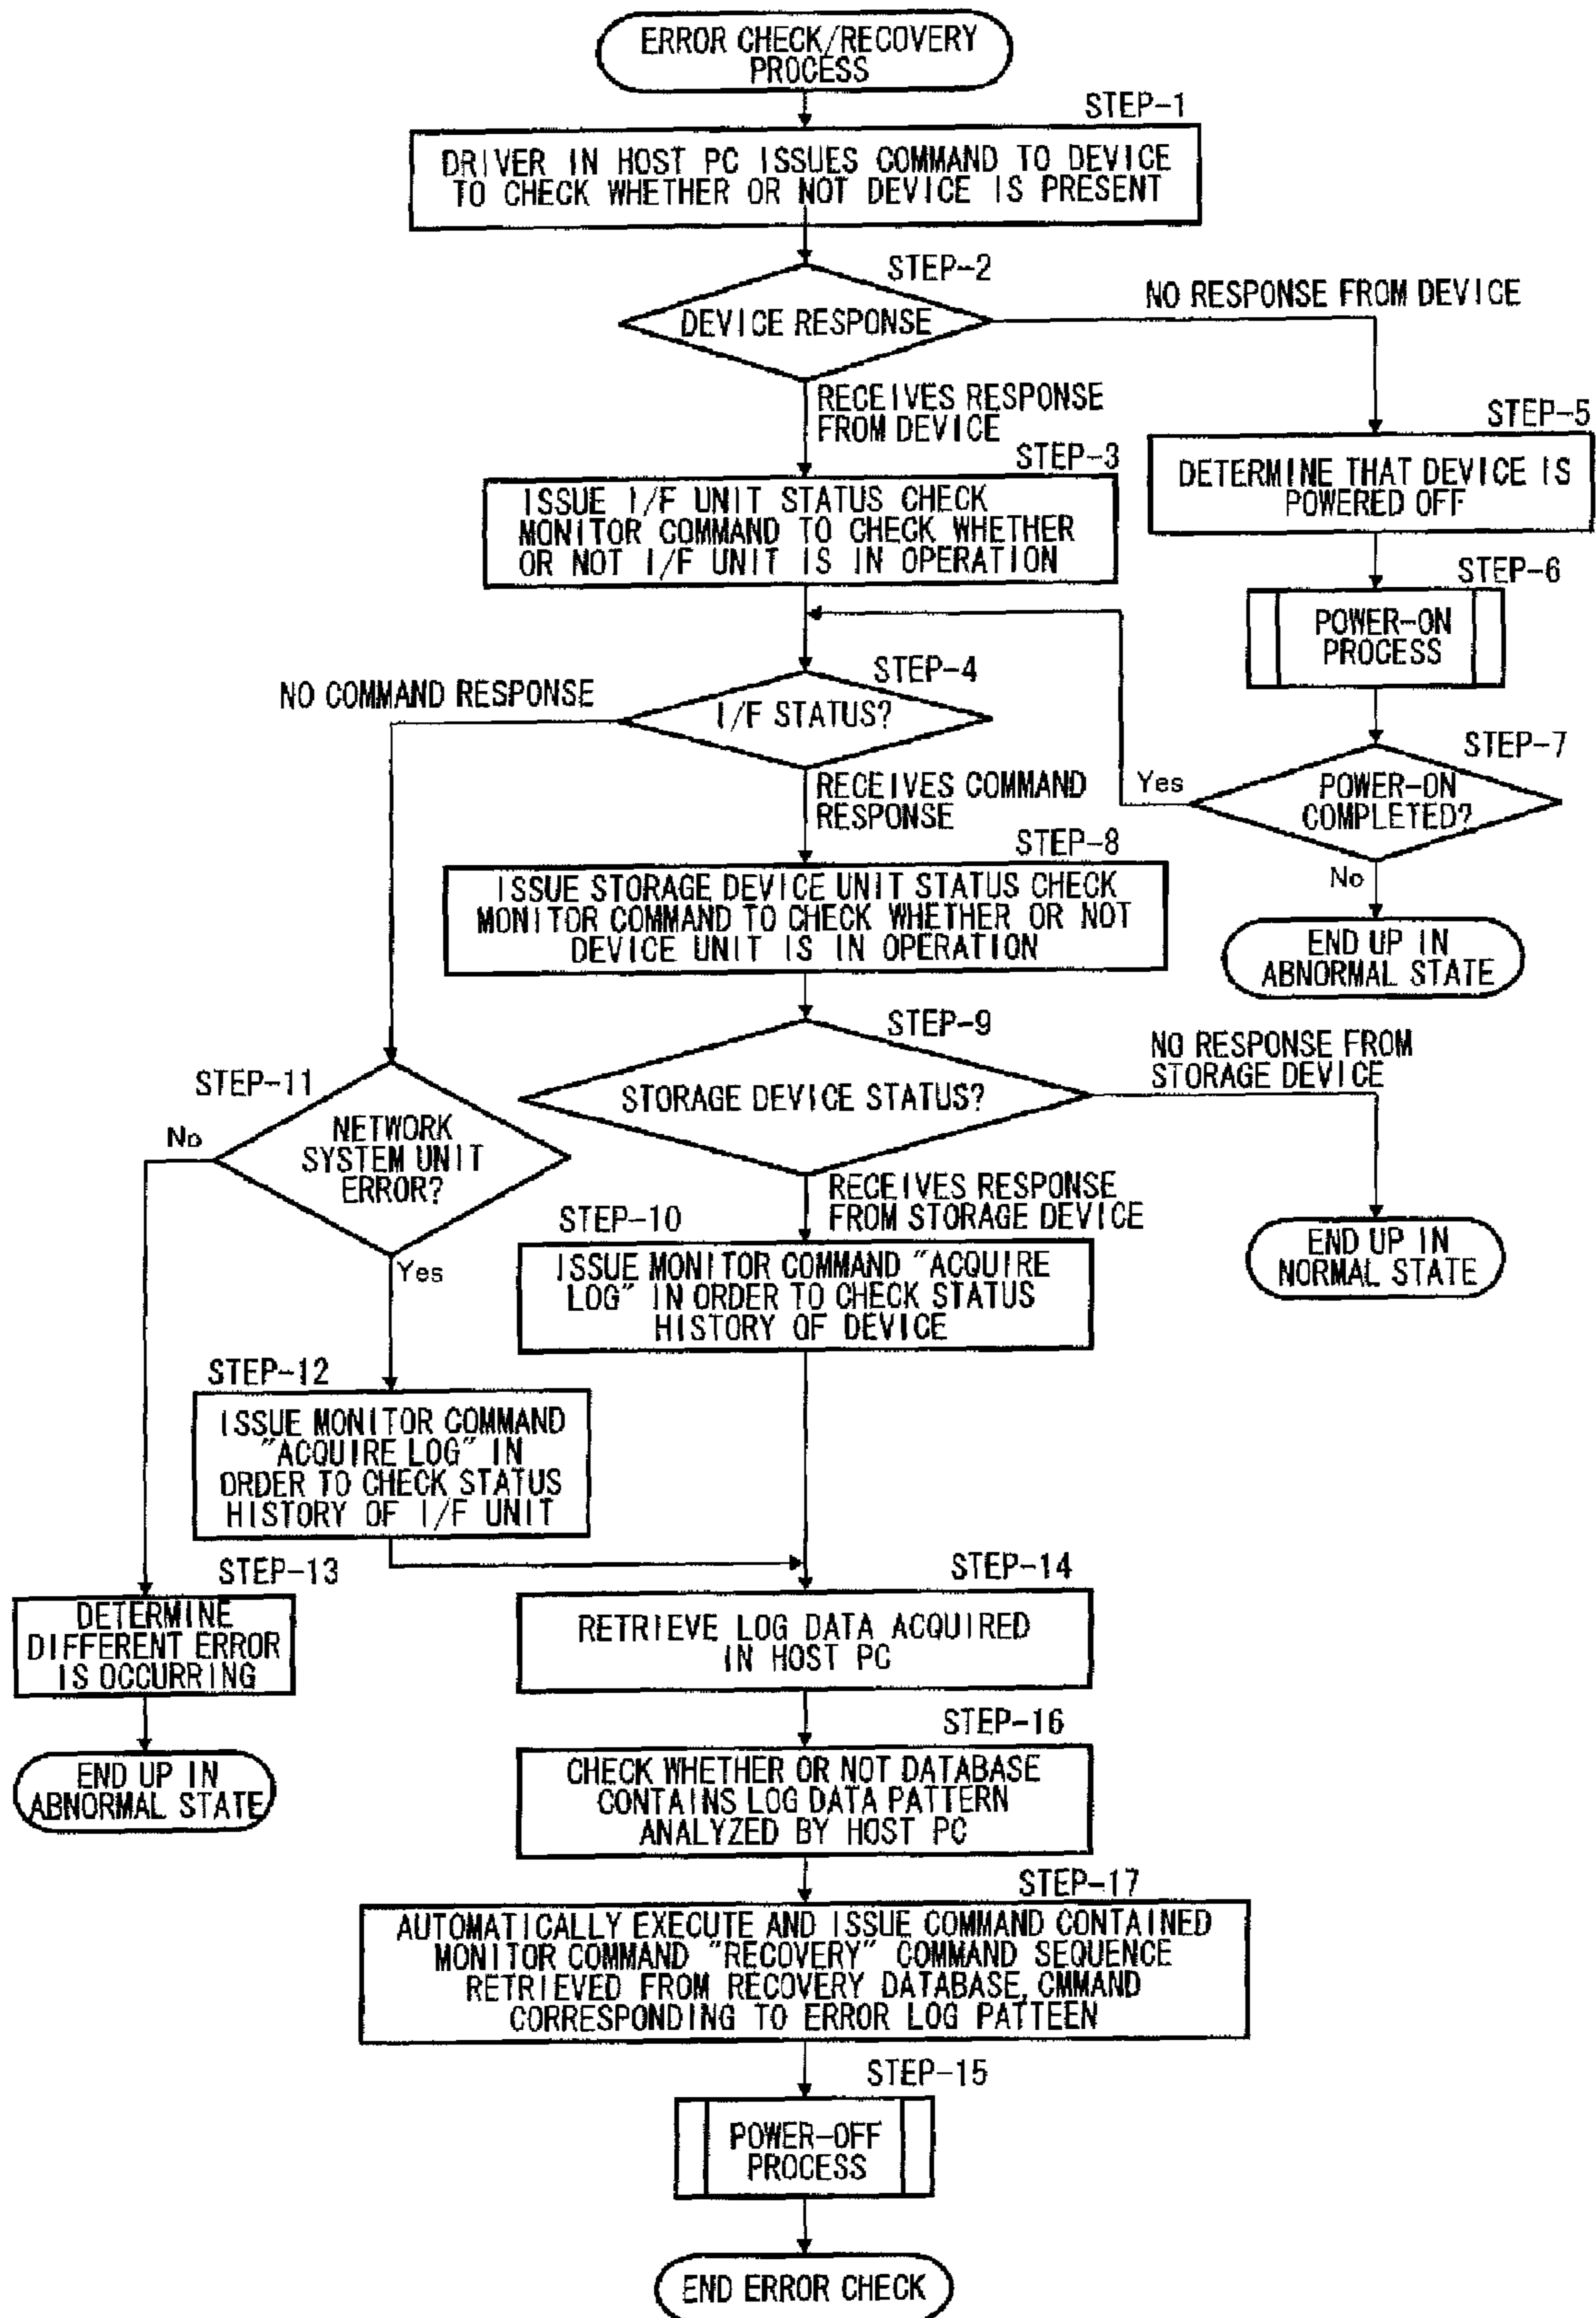 ERROR CHECK/RECOVERY
PROCESS
STEP-1
DRIVER IN HOST PC ISSUES COMMAND TO DEVICE
TO CHECK WHETHER OR NOT DEVICE IS PRESENT
STEP-2
DEVICE RESPONSE
NO RESPONSE FROM DEVICE
RECEIVES RESPONSE
FROM DEVICE
STEP-5
DETERMINE THAT DEVICE IS
POWERED OFF
STEP-3
ISSUE I/F UNIT STATUS CHECK
MONITOR COMMAND TO CHECK WHETHER
OR NOT I/F UNIT IS IN OPERATION
STEP-6
POWER-ON
PROCESS
STEP-4
I/F STATUS?
NO COMMAND RESPONSE
STEP-7
POWER-ON
COMPLETED?
Yes
No
END UP IN
ABNORMAL STATE
RECEIVES COMMAND
RESPONSE
STEP-8
ISSUE STORAGE DEVICE UNIT STATUS CHECK
MONITOR COMMAND TO CHECK WHETHER OR NOT
DEVICE UNIT IS IN OPERATION
STEP-9
STORAGE DEVICE STATUS?
NO RESPONSE FROM
STORAGE DEVICE
END UP IN
NORMAL STATE
STEP-11
NETWORK
SYSTEM UNIT
ERROR?
No
Yes
RECEIVES RESPONSE
FROM STORAGE DEVICE
STEP-10
ISSUE MONITOR COMMAND "ACQUIRE
LOG" IN ORDER TO CHECK STATUS
HISTORY OF DEVICE
STEP-12
ISSUE MONITOR COMMAND
"ACQUIRE LOG" IN
ORDER TO CHECK STATUS
HISTORY OF I/F UNIT
STEP-13
DETERMINE
DIFFERENT ERROR
IS OCCURRING
END UP IN
ABNORMAL STATE
STEP-14
RETRIEVE LOG DATA ACQUIRED
IN HOST PC
STEP-16
CHECK WHETHER OR NOT DATABASE
CONTAINS LOG DATA PATTERN
ANALYZED BY HOST PC
STEP-17
AUTOMATICALLY EXECUTE AND ISSUE COMMAND CONTAINED
MONITOR COMMAND "RECOVERY" COMMAND SEQUENCE
RETRIEVED FROM RECOVERY DATABASE, CMMAND
CORRESPONDING TO ERROR LOG PATTEEN
STEP-15
POWER-OFF
PROCESS
END ERROR CHECK